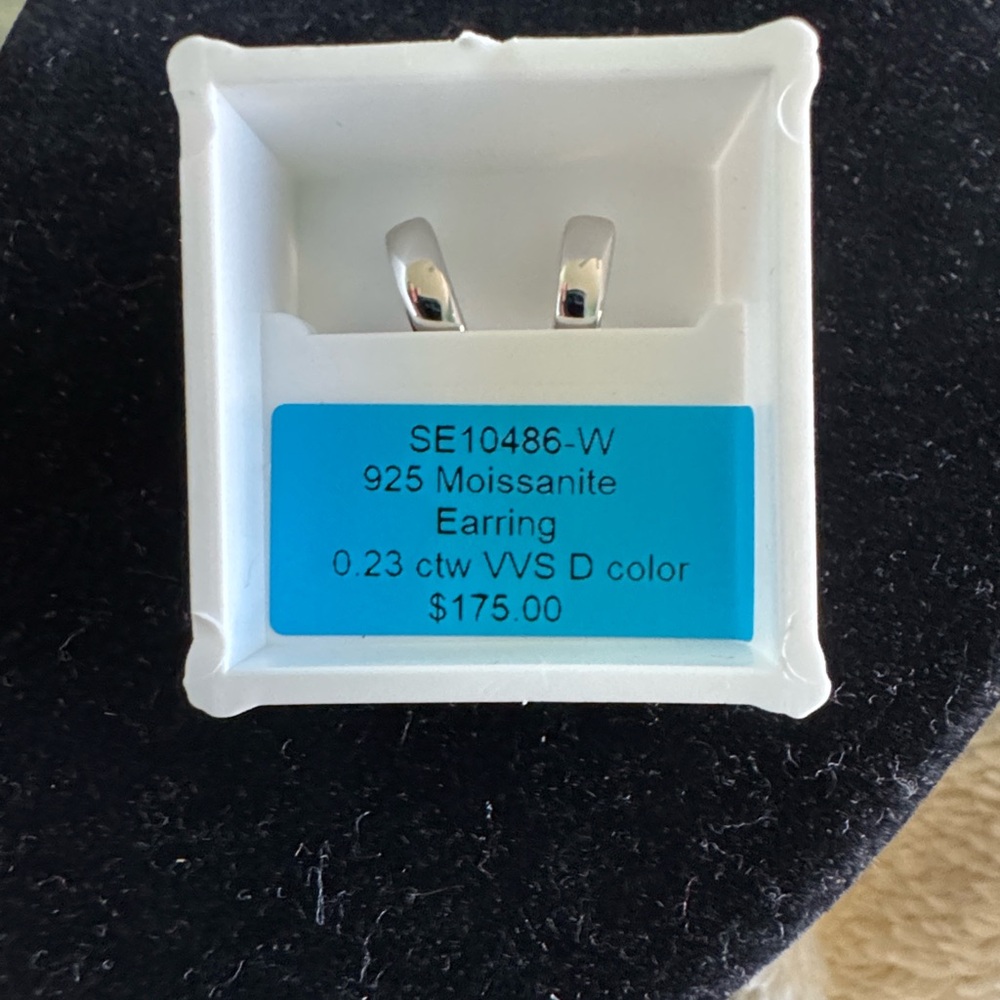 SE10486-W
925 Moissanite
Earring
0.23 ctw VVS D color
$175.00